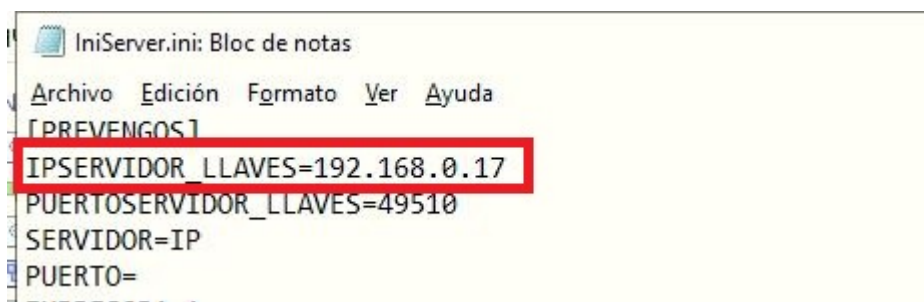 IniServer.ini: Bloc de notas
Archivo Edición Formato Ver Ayuda
[PREVENGOS]
IPSERVIDOR_LLAVES=192.168.0.17
PUERTOSERVIDOR_LLAVES=49510
SERVIDOR=IP
PUERTO=